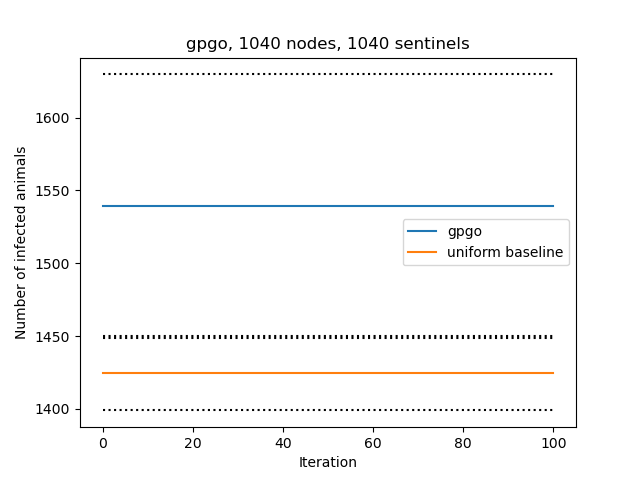 gpgo, 1040 nodes, 1040 sentinels
Number of infected animals
1600
1550
1500
1450
1400
gpgo
uniform baseline
0 20 40 60 80 100
Iteration